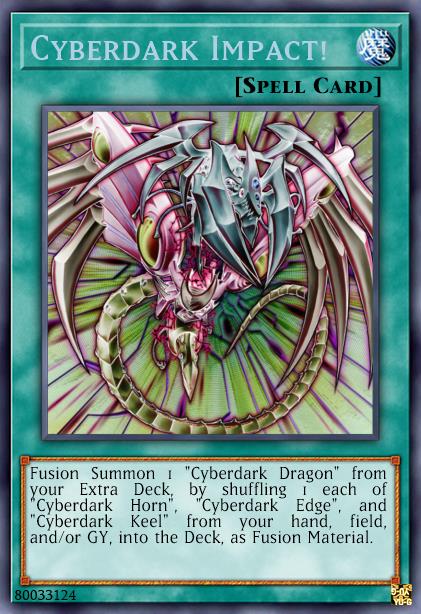 Cyberdark Impact!
魔
[Spell Card]
Fusion Summon 1 "Cyberdark Dragon" from
your Extra Deck, by shuffling 1 each of
"Cyberdark Horn", "Cyberdark Edge", and
"Cyberdark Keel" from your hand, field,
and/or GY, into the Deck, as Fusion Material.
80033124